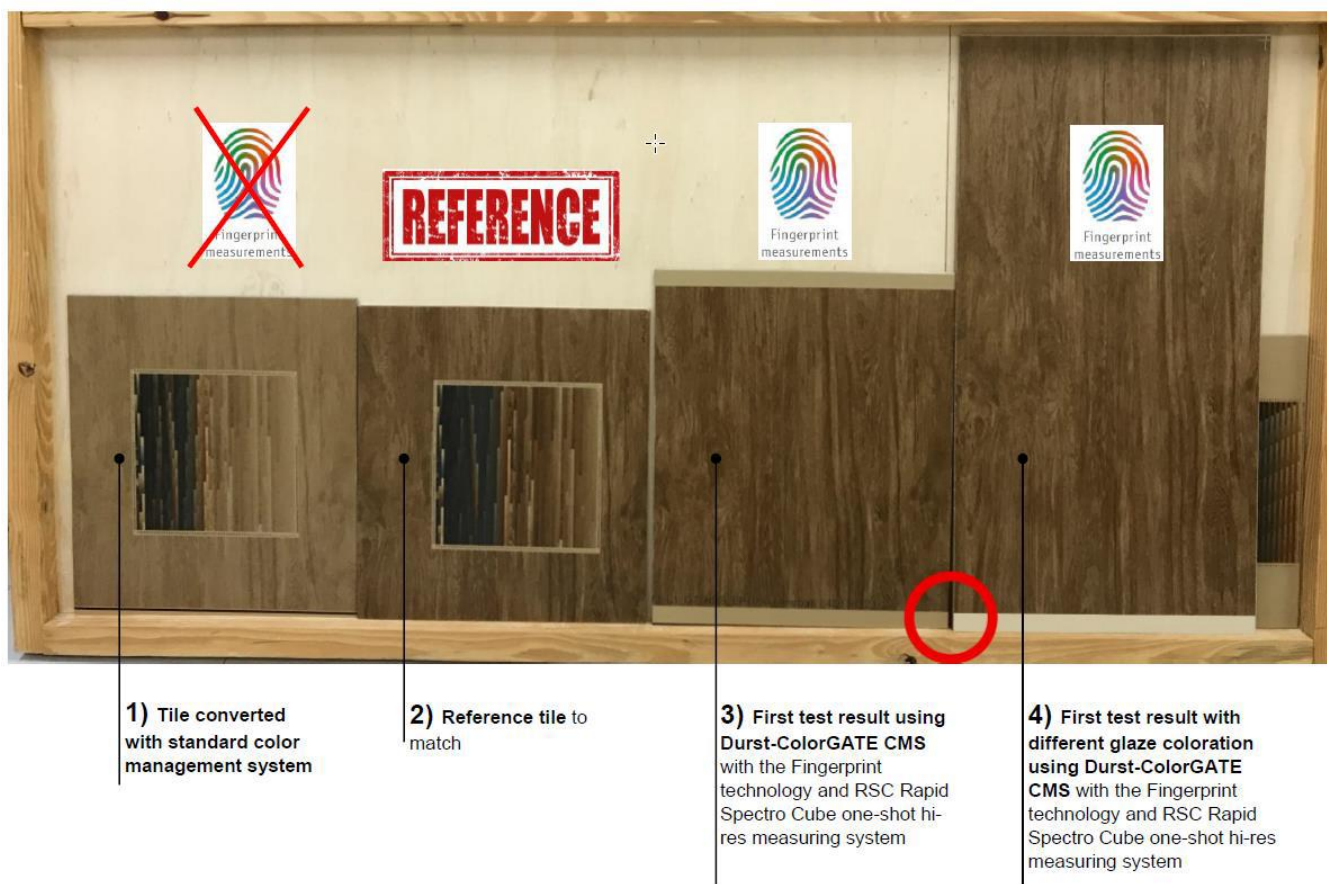 Fingerprint
measurements
REFERENCE
Fingerprint
measurements
Fingerprint
measurements
1) Tile converted
with standard color
management system
2) Reference tile to
match
3) First test result using
Durst-ColorGATE CMS
with the Fingerprint
technology and RSC Rapid
Spectro Cube one-shot hi-
res measuring system
4) First test result with
different glaze coloration
using Durst-ColorGATE
CMS with the Fingerprint
technology and RSC Rapid
Spectro Cube one-shot hi-res
measuring system